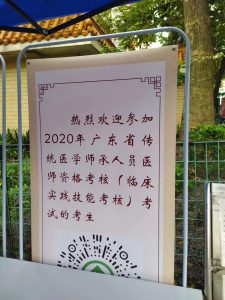 热烈欢迎参加
2020年广东省传
统医学师承人员医
师资格考核（临床
实践技能考核）考
试的考生